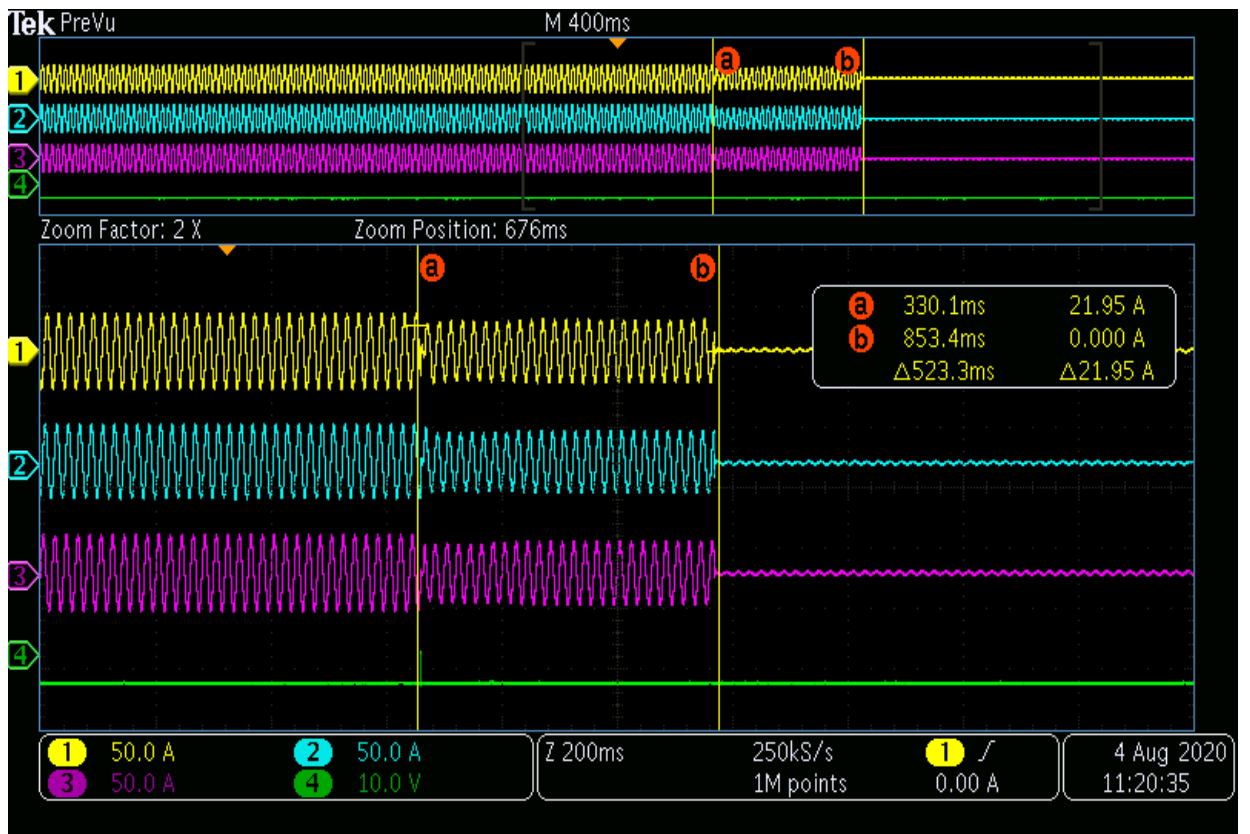 Tek PreVu M 400ms
a b
1
2
3
4
Zoom Factor: 2 X Zoom Position: 676ms
a b
a 330.1ms 21.95 A
b 853.4ms 0.000 A
Δ523.3ms Δ21.95 A
1
2
3
4
1 50.0 A 2 50.0 A Z 200ms 250kS/s 1 4 Aug 2020
3 50.0 A 4 10.0 V 1M points 0.00 A 11:20:35